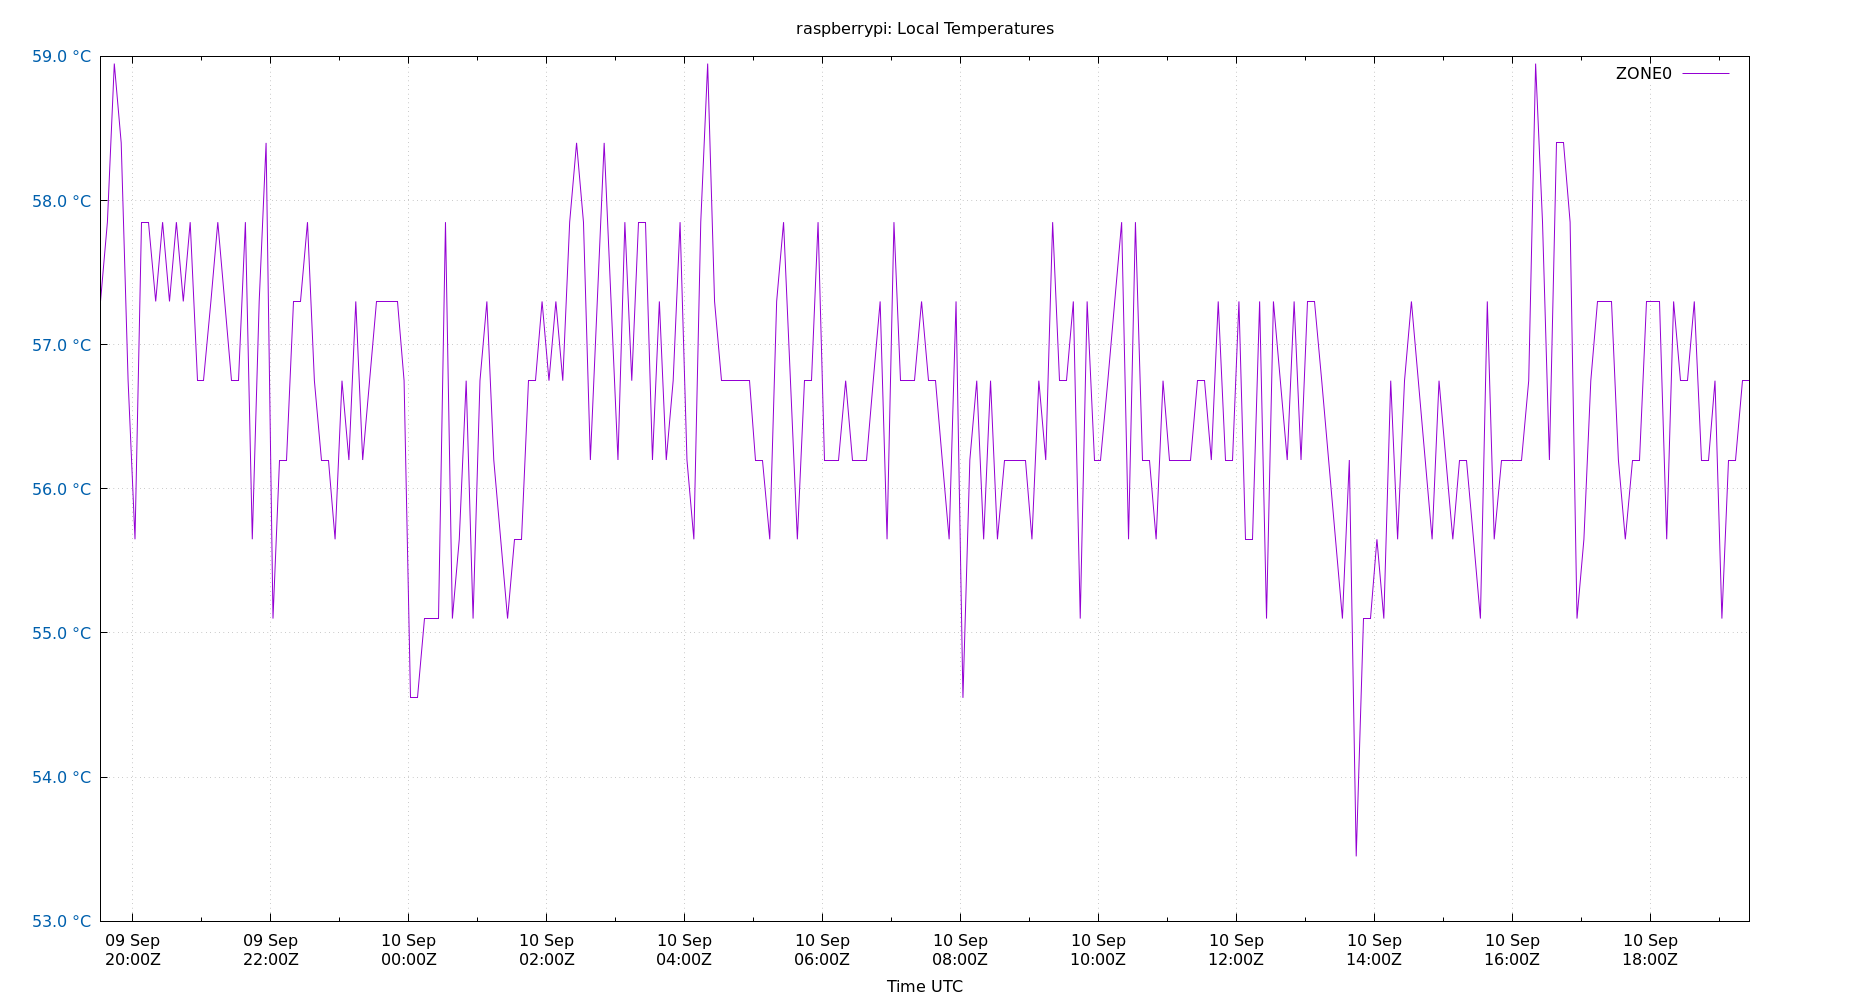 raspberrypi: Local Temperatures
59.0 °C
ZONE0
58.0 °C
57.0 °C
56.0 °C
55.0 °C
54.0 °C
53.0 °C
09 Sep 09 Sep 10 Sep 10 Sep 10 Sep 10 Sep 10 Sep 10 Sep 10 Sep 10 Sep 10 Sep 10 Sep
20:00Z 22:00Z 00:00Z 02:00Z 04:00Z 06:00Z 08:00Z 10:00Z 12:00Z 14:00Z 16:00Z 18:00Z
Time UTC